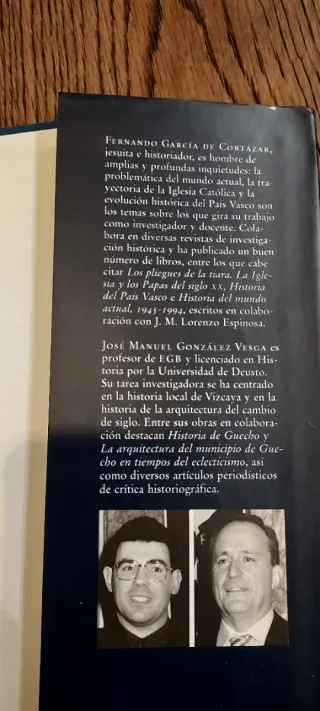 FERNANDO GARCÍA DE CORTÁZAR,
jesuita e historiador, es hombre de
amplias y profundas inquietudes: la
problemática del mundo actual, la tra-
yectoria de la Iglesia Católica y la
evolución histórica del País Vasco son
los temas sobre los que gira su trabajo
como investigador y docente. Cola-
bora en diversas revistas de investiga-
ción histórica y ha publicado un buen
número de libros, entre los que cabe
citar Los pliegues de la tiara. La Igle-
sia y los Papas del siglo XX, Historia
del País Vasco e Historia del mundo
actual, 1945-1994, escritos en colabo-
ración con J. M. Lorenzo Espinosa.
JOSÉ MANUEL GONZÁLEZ VESGA es
profesor de EGB y licenciado en His-
toria por la Universidad de Deusto.
Su tarea investigadora se ha centrado
en la historia local de Vizcaya y en la
historia de la arquitectura del cambio
de siglo. Entre sus obras en colabora-
ción destacan Historia de Guecho y
La arquitectura del municipio de Gue-
cho en tiempos del eclecticismo, así
como diversos artículos periodísticos
de crítica historiográfica.